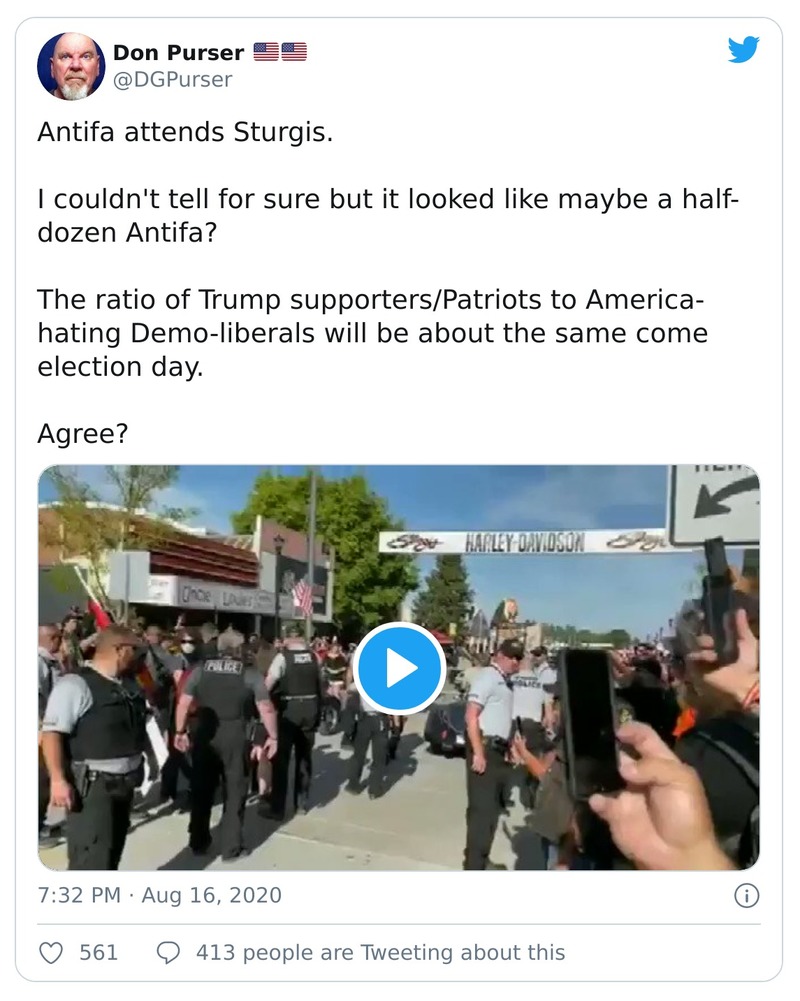 Don Purser 🇺🇸🇺🇸
@DGPurser
Antifa attends Sturgis.
I couldn't tell for sure but it looked like maybe a half-
dozen Antifa?
The ratio of Trump supporters/Patriots to America-
hating Demo-liberals will be about the same come
election day.
Agree?
HARLEY-DAVIDSON
Uncle Louie's
POLICE
POLICE
POLICE
7:32 PM · Aug 16, 2020
561
413 people are Tweeting about this